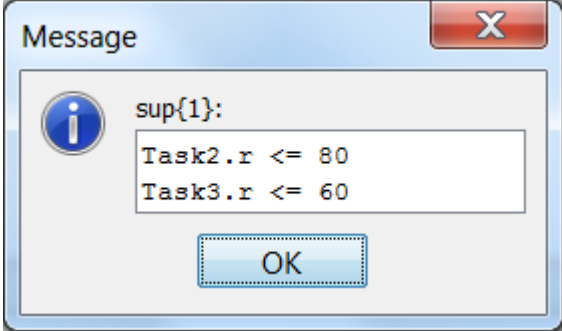 Message
sup{1}:
Task2.r <= 80
Task3.r <= 60
OK